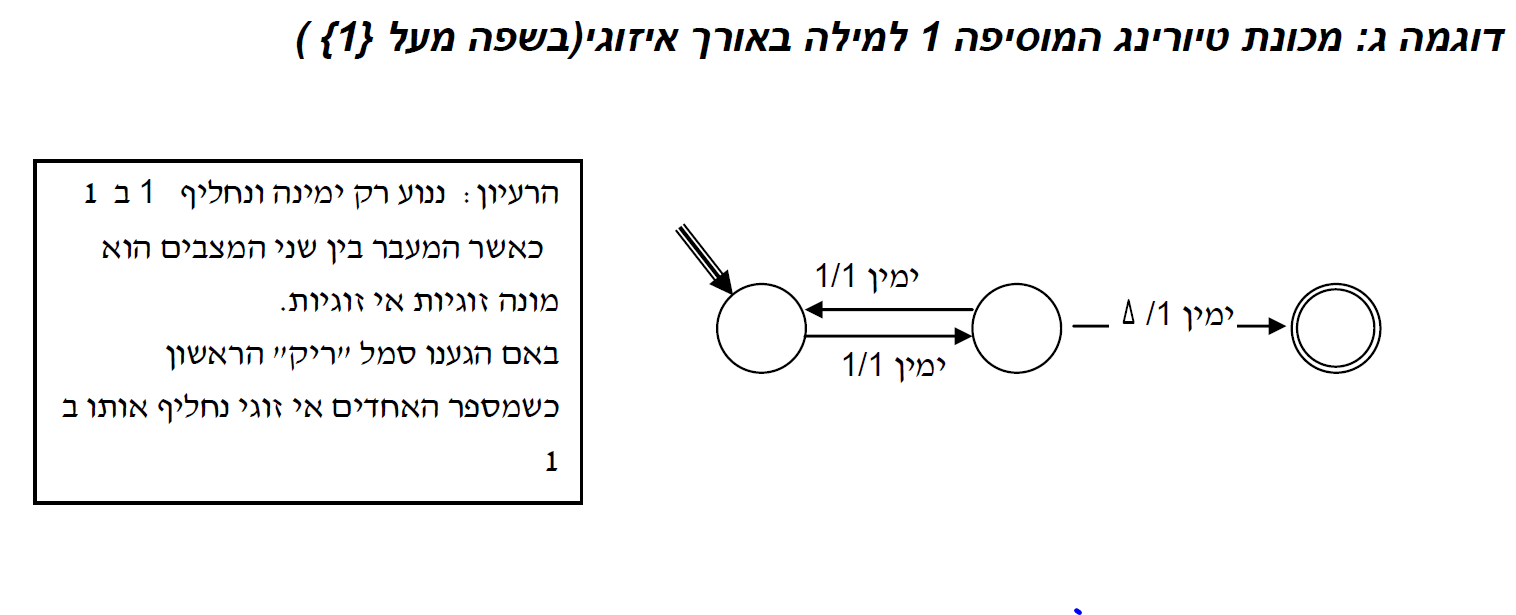 דוגמה ג: מכונת טיורינג המוסיפה 1 למילה באורך איזוגי(בשפה מעל {1} )
הרעיון: ננוע רק ימינה ונחליף 1 ב 1
כאשר המעבר בין שני המצבים הוא
מונה זוגיות אי זוגיות.
באם הגענו סמל "ריק" הראשון
כשמספר האחדים אי זוגי נחליף אותו ב
1
ימין 1/1
ימין 1/1
ימין 1/ Δ